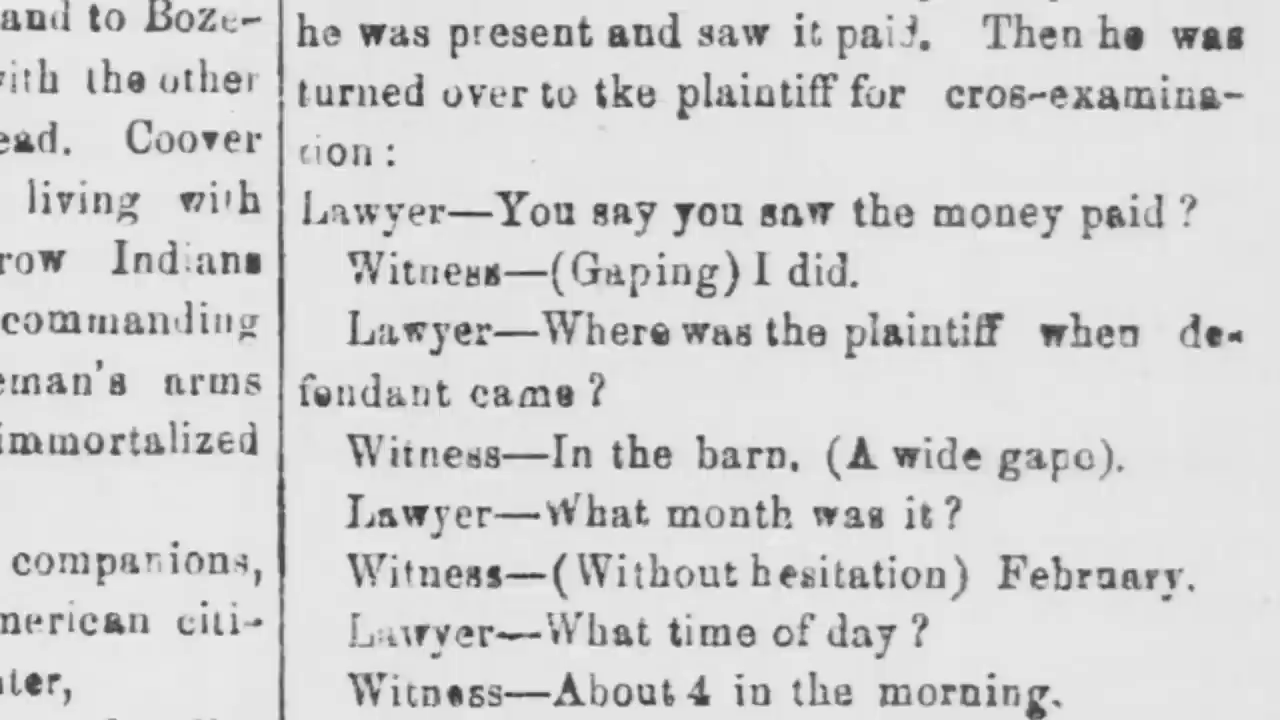 and to Boze-
with the other
ead. Coover
living with
row Indians
commanding
eman's arms
immortalized
companions,
merican citi-
ter,
he was present and saw it paid. Then he was
turned over to tke plaintiff for cros-examina-
tion :
Lawyer—You say you saw the money paid ?
Witness—(Gaping) I did.
Lawyer—Where was the plaintiff when de-
fendant came ?
Witness—In the barn. (A wide gape).
Lawyer—What month was it ?
Witness—(Without hesitation) February.
Lawyer—What time of day ?
Witness—About 4 in the morning.